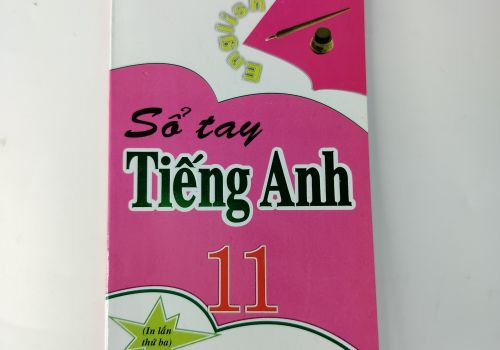 English
Sổ tay
Tiếng Anh
11
(In lần
thứ ba)